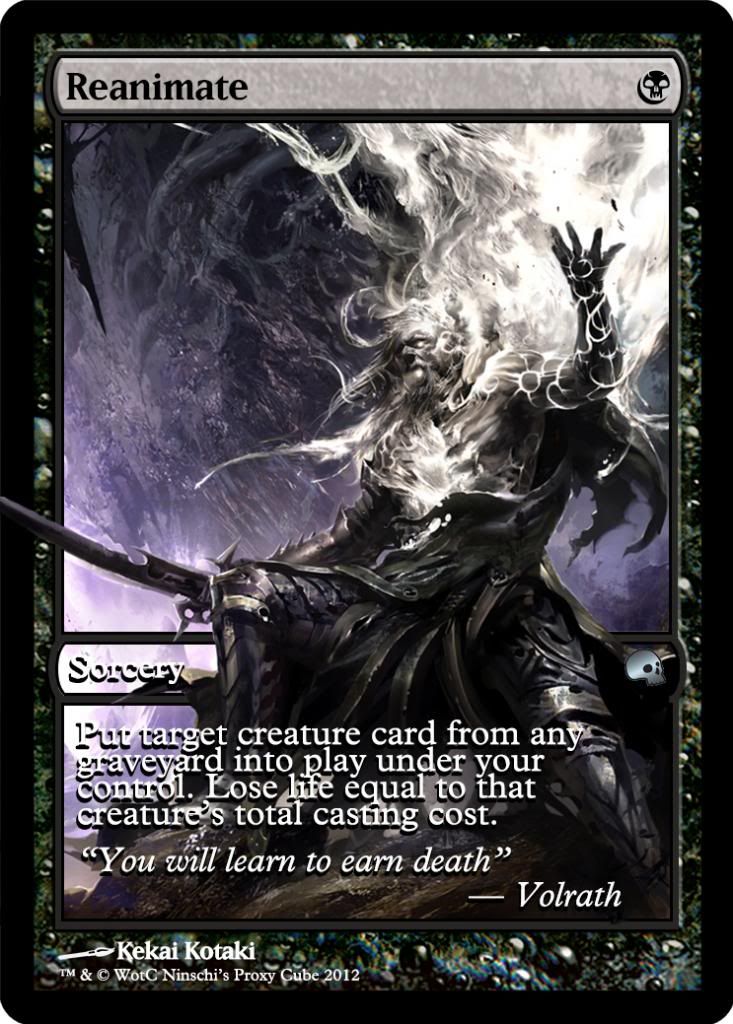 Reanimate
Sorcery
Put target creature card from any
graveyard into play under your
control. Lose life equal to that
creature's total casting cost.
"You will learn to earn death"
— Volrath
Kekai Kotaki
™ & © WotC Ninschi's Proxy Cube 2012